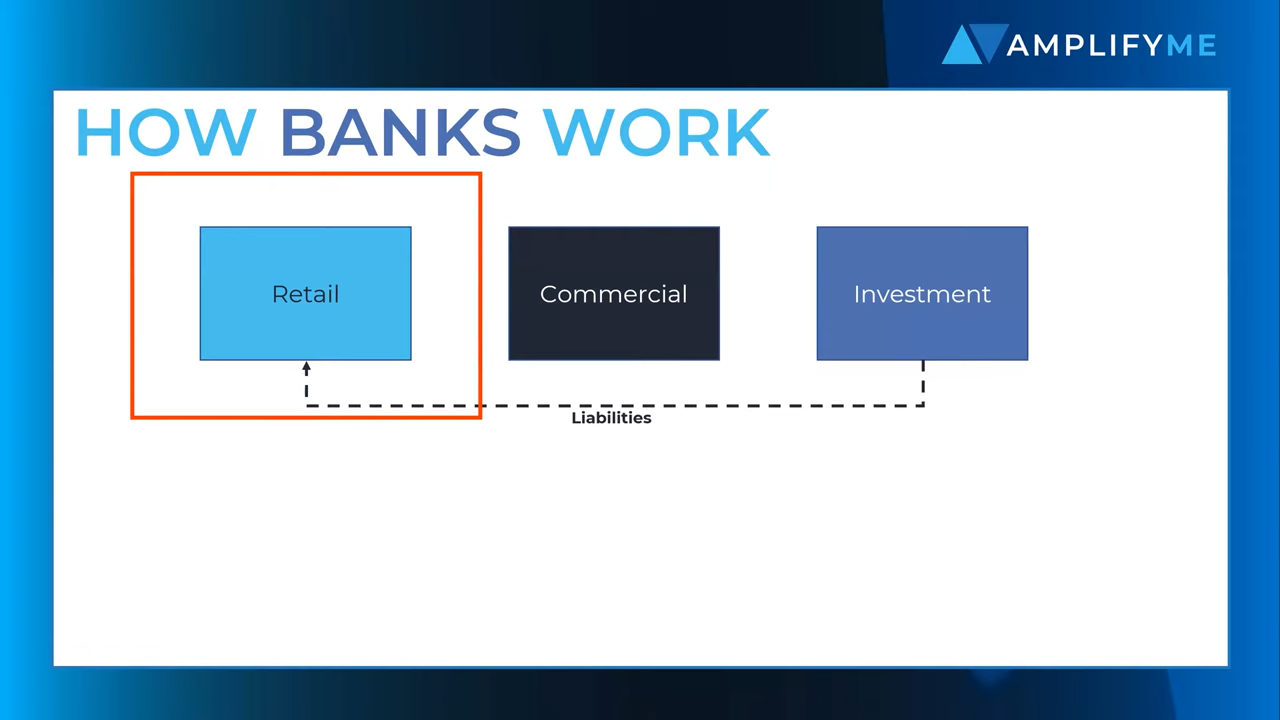 AMPLIFYME
HOW BANKS WORK
Retail
Commercial
Investment
Liabilities